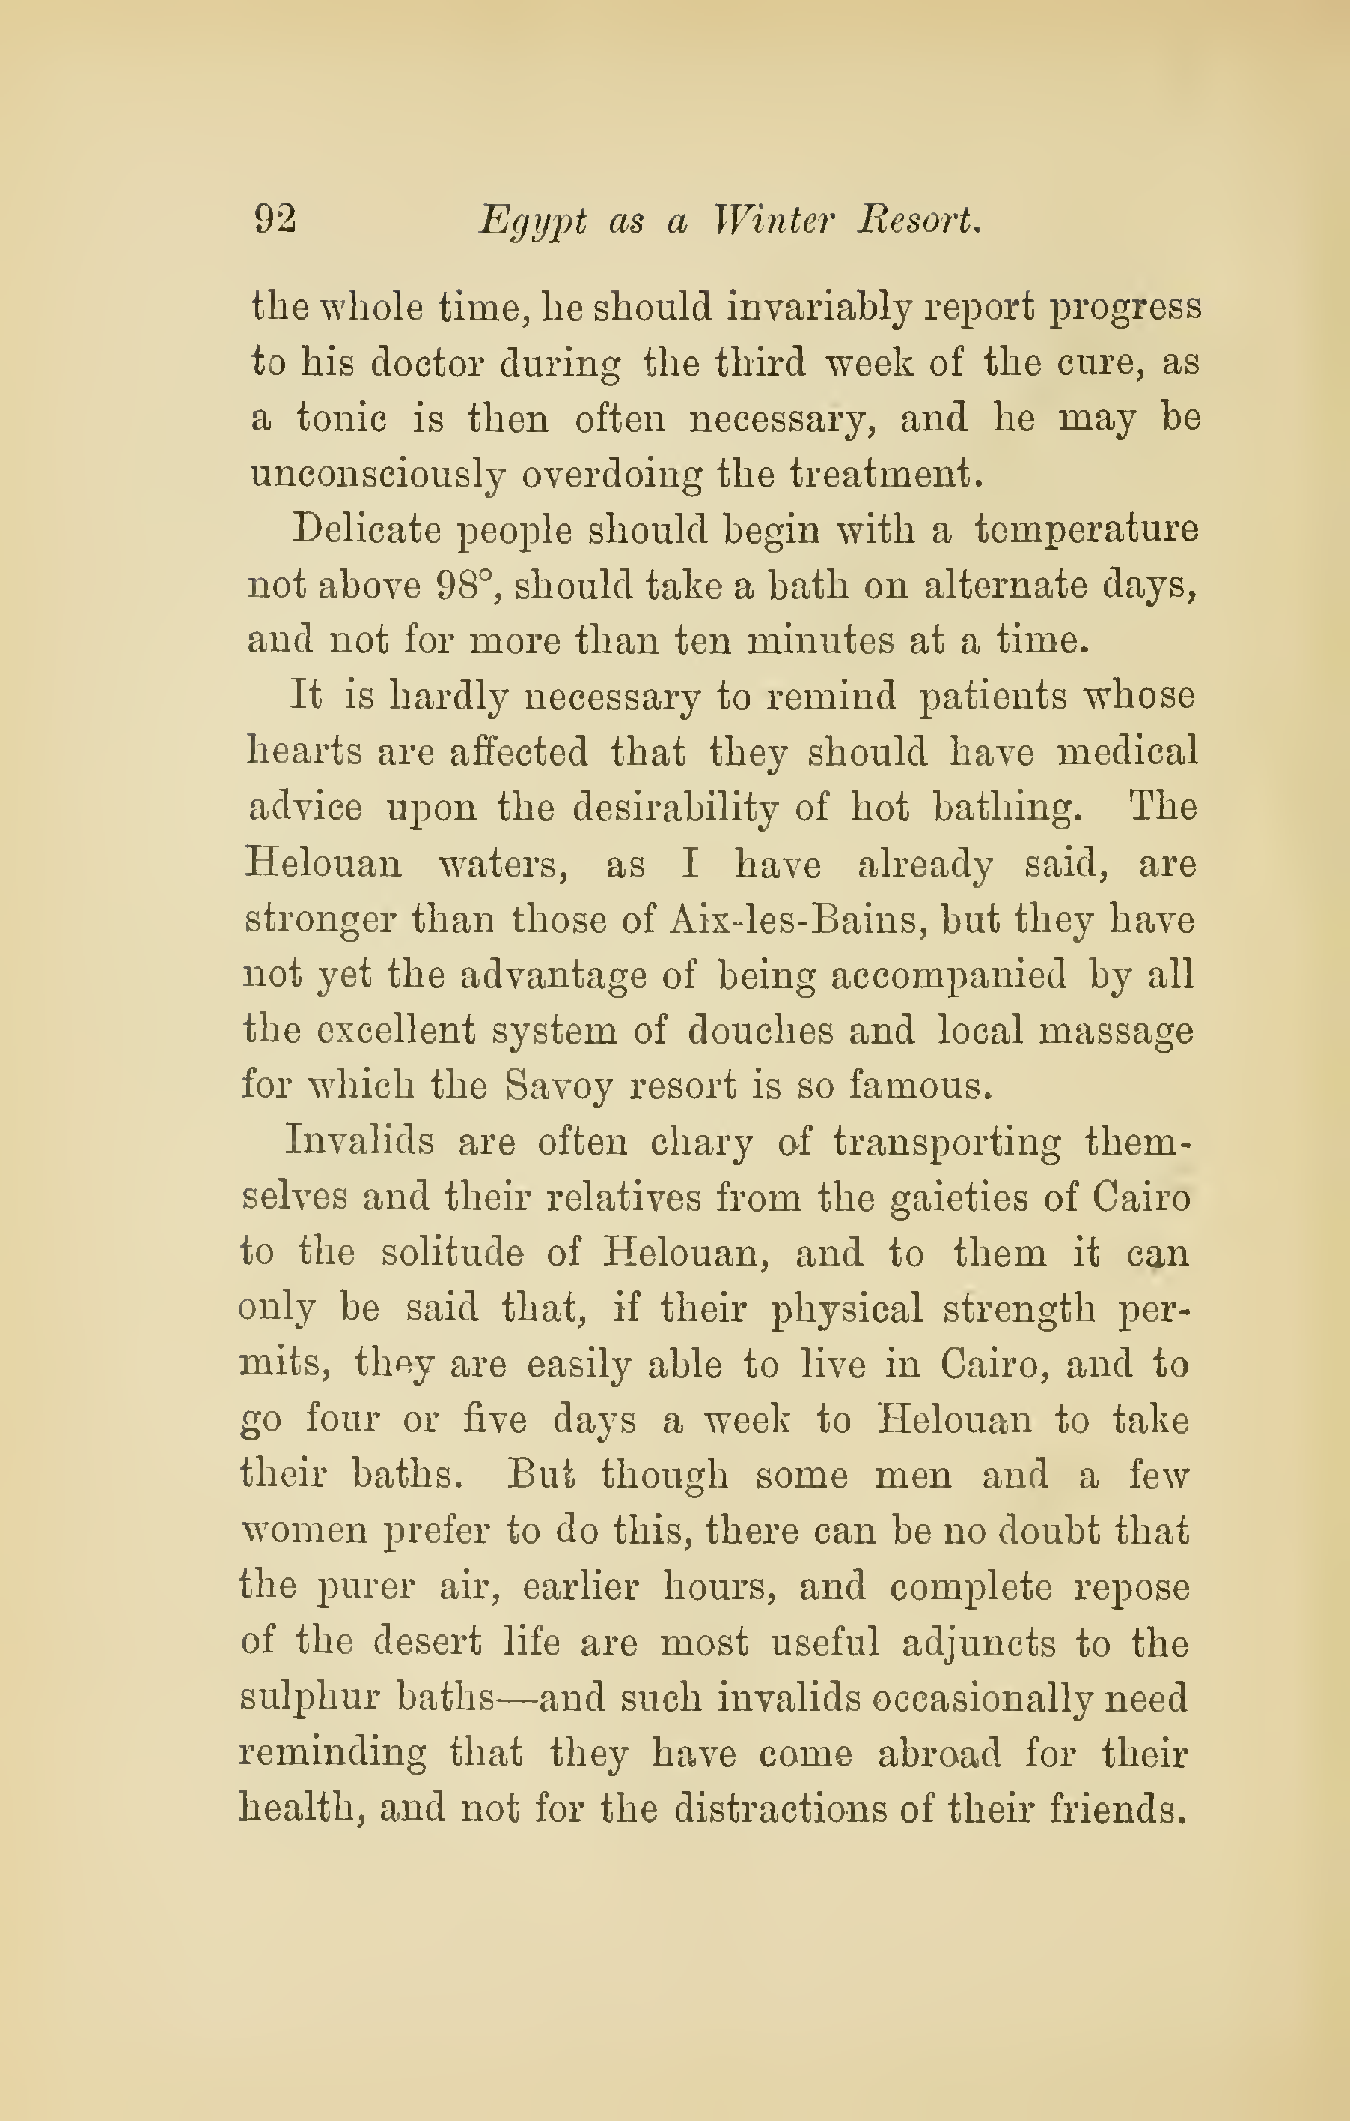 92 Egypt as a Winter Resort.
the whole time, he should invariably report progress
to his doctor during the third week of the cure, as
a tonic is then often necessary, and he may be
unconsciously overdoing the treatment.
Delicate people should begin with a temperature
not above 98°, should take a bath on alternate days,
and not for more than ten minutes at a time.
It is hardly necessary to remind patients whose
hearts are affected that they should have medical
advice upon the desirability of hot bathing. The
Helouan waters, as I have already said, are
stronger than those of Aix-les-Bains, but they have
not yet the advantage of being accompanied by all
the excellent system of douches and local massage
for which the Savoy resort is so famous.
Invalids are often chary of transporting them-
selves and their relatives from the gaieties of Cairo
to the solitude of Helouan, and to them it can
only be said that, if their physical strength per-
mits, they are easily able to live in Cairo, and to
go four or five days a week to Helouan to take
their baths. But though some men and a few
women prefer to do this, there can be no doubt that
the purer air, earlier hours, and complete repose
of the desert life are most useful adjuncts to the
sulphur baths—and such invalids occasionally need
reminding that they have come abroad for their
health, and not for the distractions of their friends.